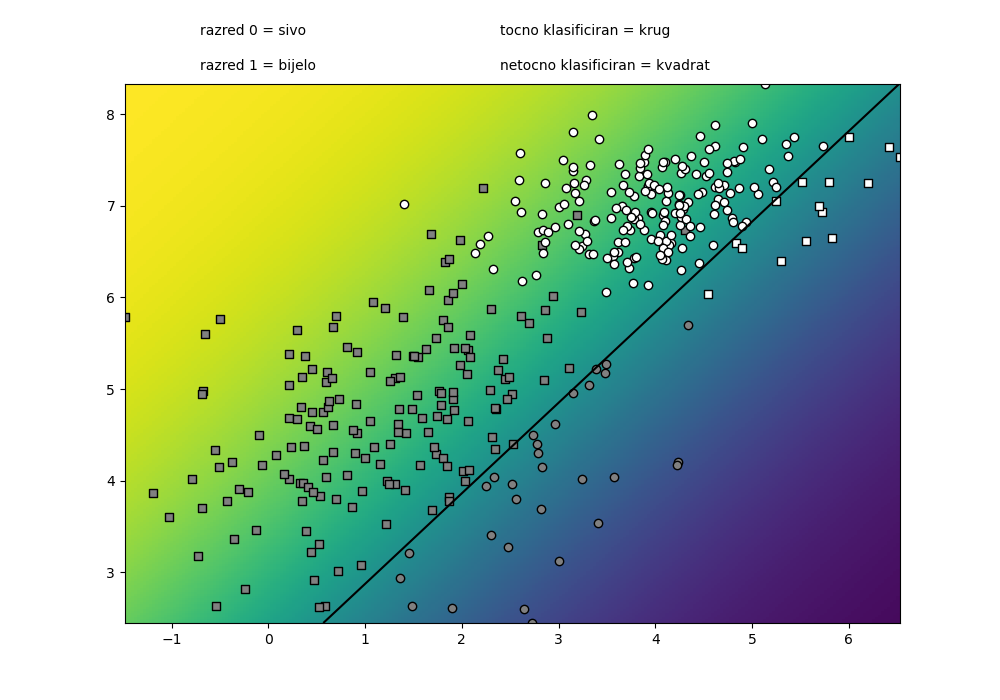 razred 0 = sivo
tocno klasificiran = krug
razred 1 = bijelo
netocno klasificiran = kvadrat
8
7
6
5
4
3
−1 0 1 2 3 4 5 6